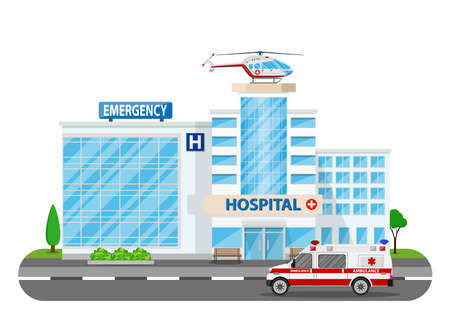 EMERGENCY
H
HOSPITAL
AMBULANCE
AMBULANCE